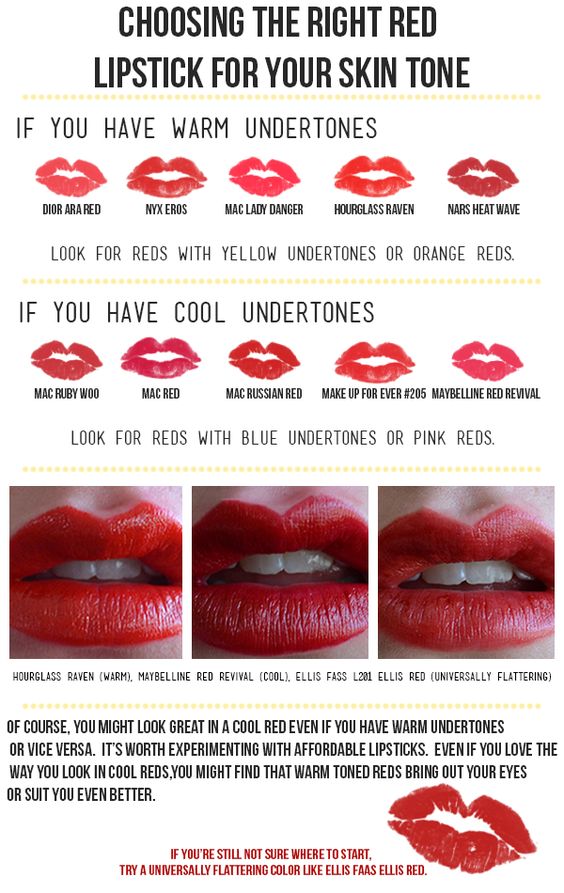 CHOOSING THE RIGHT RED
LIPSTICK FOR YOUR SKIN TONE
IF YOU HAVE WARM UNDERTONES
DIOR ARA RED NYX EROS MAC LADY DANGER HOURGLASS RAVEN NARS HEAT WAVE
LOOK FOR REDS WITH YELLOW UNDERTONES OR ORANGE REDS.
IF YOU HAVE COOL UNDERTONES
MAC RUBY WOO MAC RED MAC RUSSIAN RED MAKE UP FOR EVER #205 MAYBELLINE RED REVIVAL
LOOK FOR REDS WITH BLUE UNDERTONES OR PINK REDS.
HOURGLASS RAVEN (WARM), MAYBELLINE RED REVIVAL (COOL), ELLIS FASS L201 ELLIS RED (UNIVERSALLY FLATTERING)
OF COURSE, YOU MIGHT LOOK GREAT IN A COOL RED EVEN IF YOU HAVE WARM UNDERTONES
OR VICE VERSA. IT'S WORTH EXPERIMENTING WITH AFFORDABLE LIPSTICKS. EVEN IF YOU LOVE THE
WAY YOU LOOK IN COOL REDS,YOU MIGHT FIND THAT WARM TONED REDS BRING OUT YOUR EYES
OR SUIT YOU EVEN BETTER.
IF YOU'RE STILL NOT SURE WHERE TO START,
TRY A UNIVERSALLY FLATTERING COLOR LIKE ELLIS FAAS ELLIS RED.